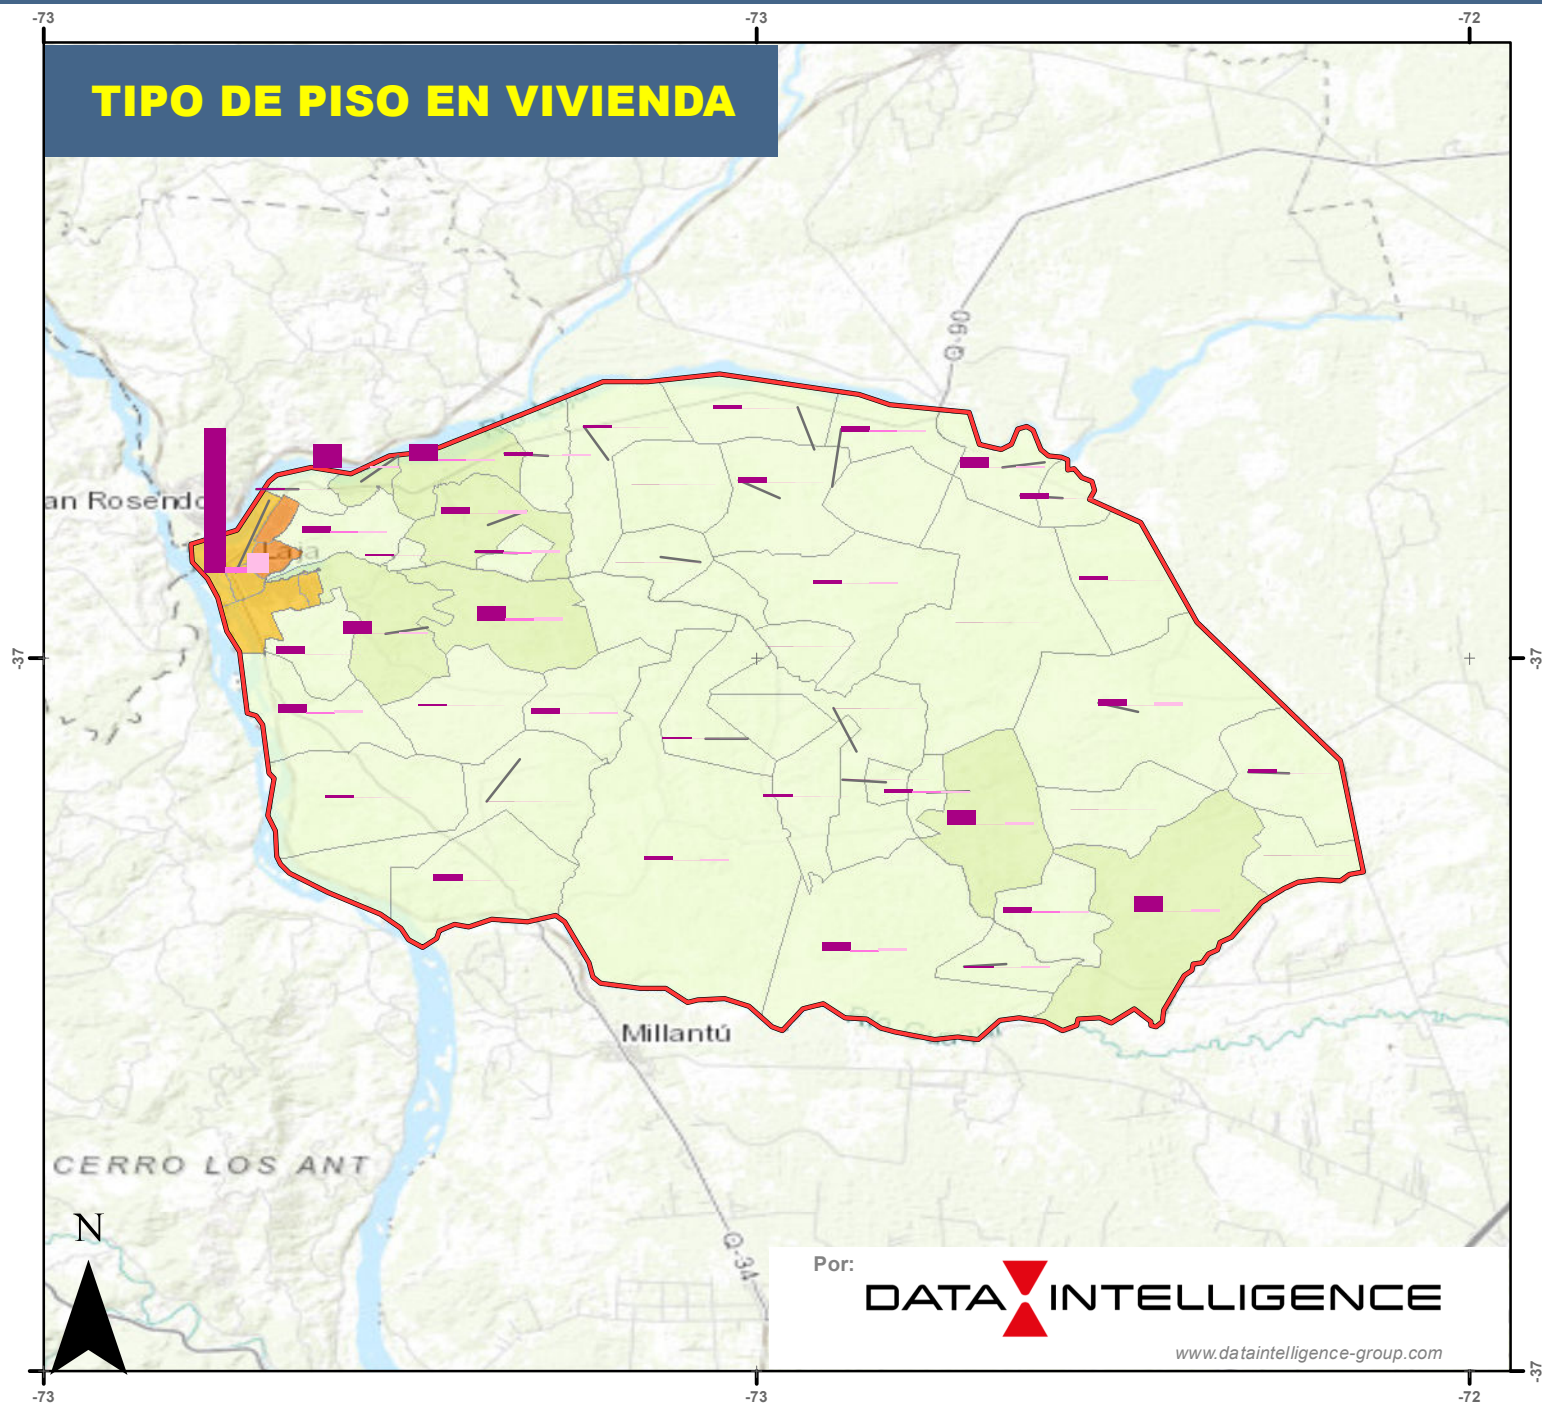 -73
-73
-72
TIPO DE PISO EN VIVIENDA
Q-90
an Rosendo
Laja
-37
-37
Millantú
CERRO LOS ANT
N
Q-34
Por:
DATA INTELLIGENCE
www.dataintelligence-group.com
-37
-73
-73
-72